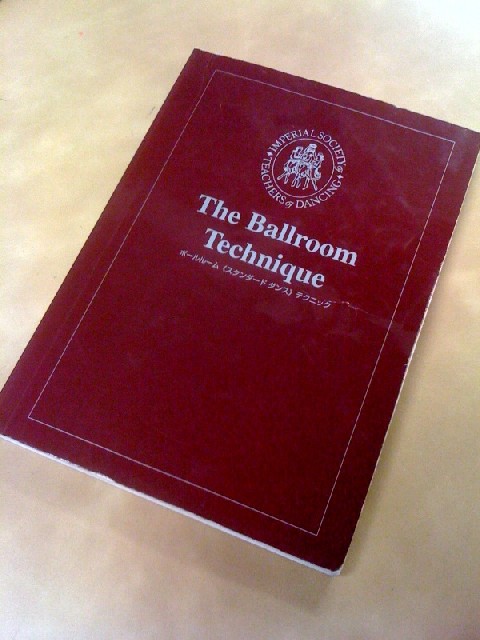 IMPERIAL SOCIETY of TEACHERS of DANCING
The Ballroom
Technique
ボールルーム (スタンダード ダンス) テクニック